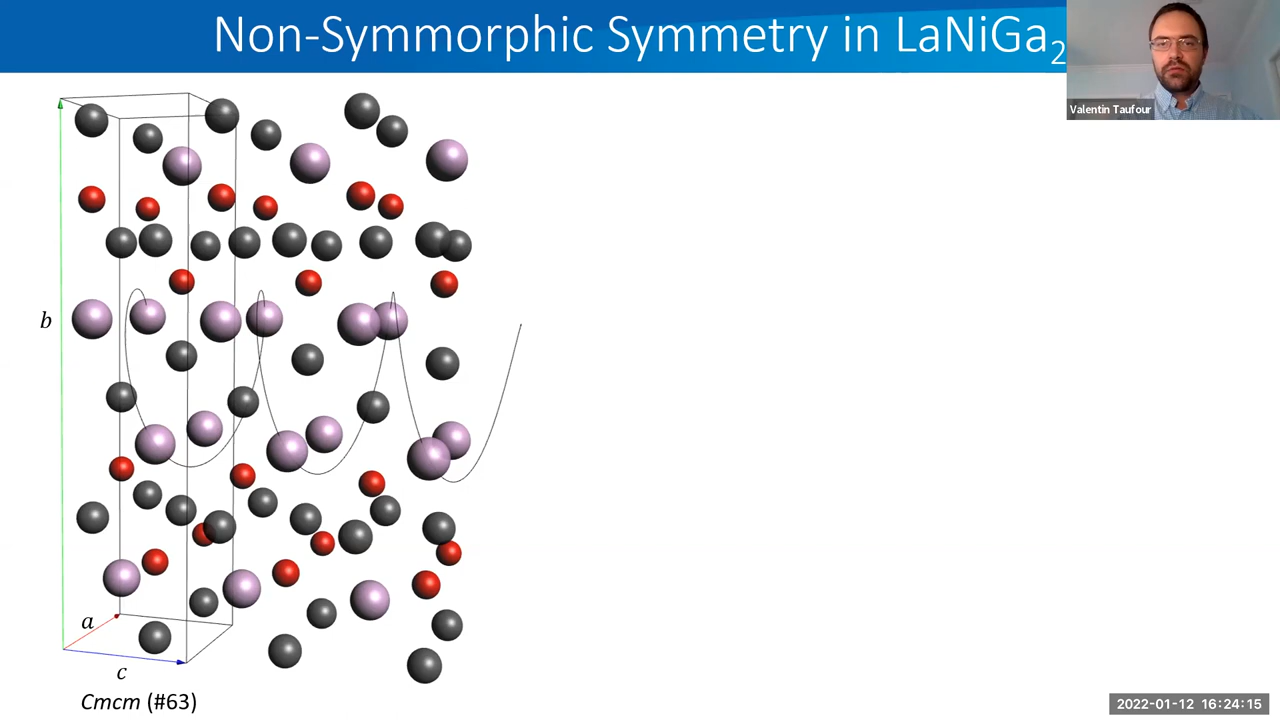 Non-Symmorphic Symmetry in LaNiGa₂
Valentin Taufour
b
a
c
Cmcm (#63)
2022-01-12 16:24:15